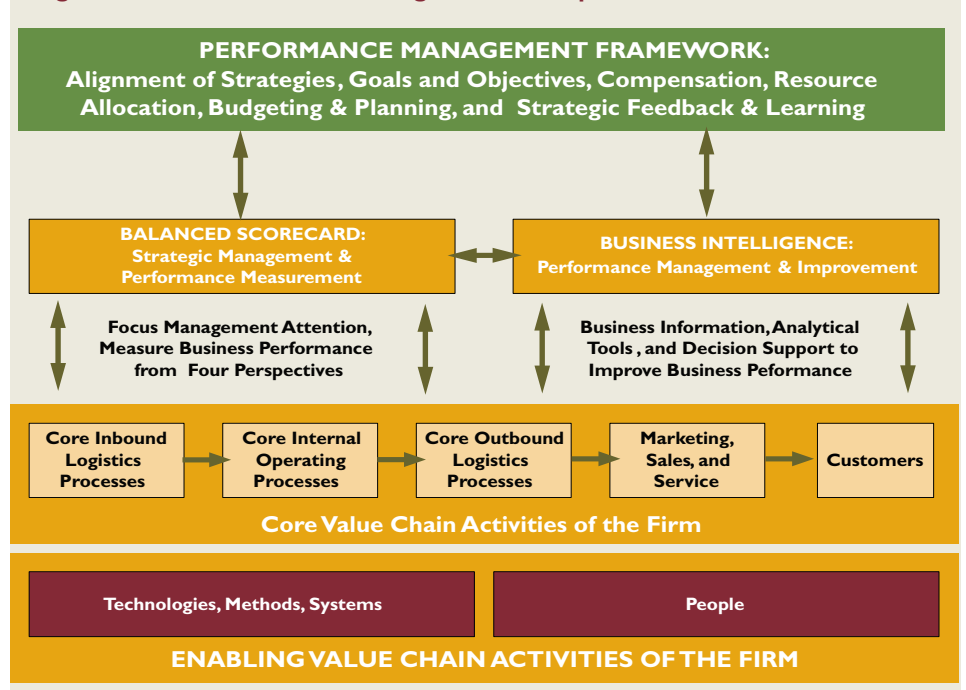 PERFORMANCE MANAGEMENT FRAMEWORK:
Alignment of Strategies, Goals and Objectives, Compensation, Resource
Allocation, Budgeting & Planning, and Strategic Feedback & Learning
BALANCED SCORECARD:
Strategic Management &
Performance Measurement
BUSINESS INTELLIGENCE:
Performance Management & Improvement
Focus Management Attention,
Measure Business Performance
from Four Perspectives
Business Information, Analytical
Tools , and Decision Support to
Improve Business Peformance
Core Inbound
Logistics
Processes
Core Internal
Operating
Processes
Core Outbound
Logistics
Processes
Marketing,
Sales, and
Service
Customers
Core Value Chain Activities of the Firm
Technologies, Methods, Systems
People
ENABLING VALUE CHAIN ACTIVITIES OF THE FIRM